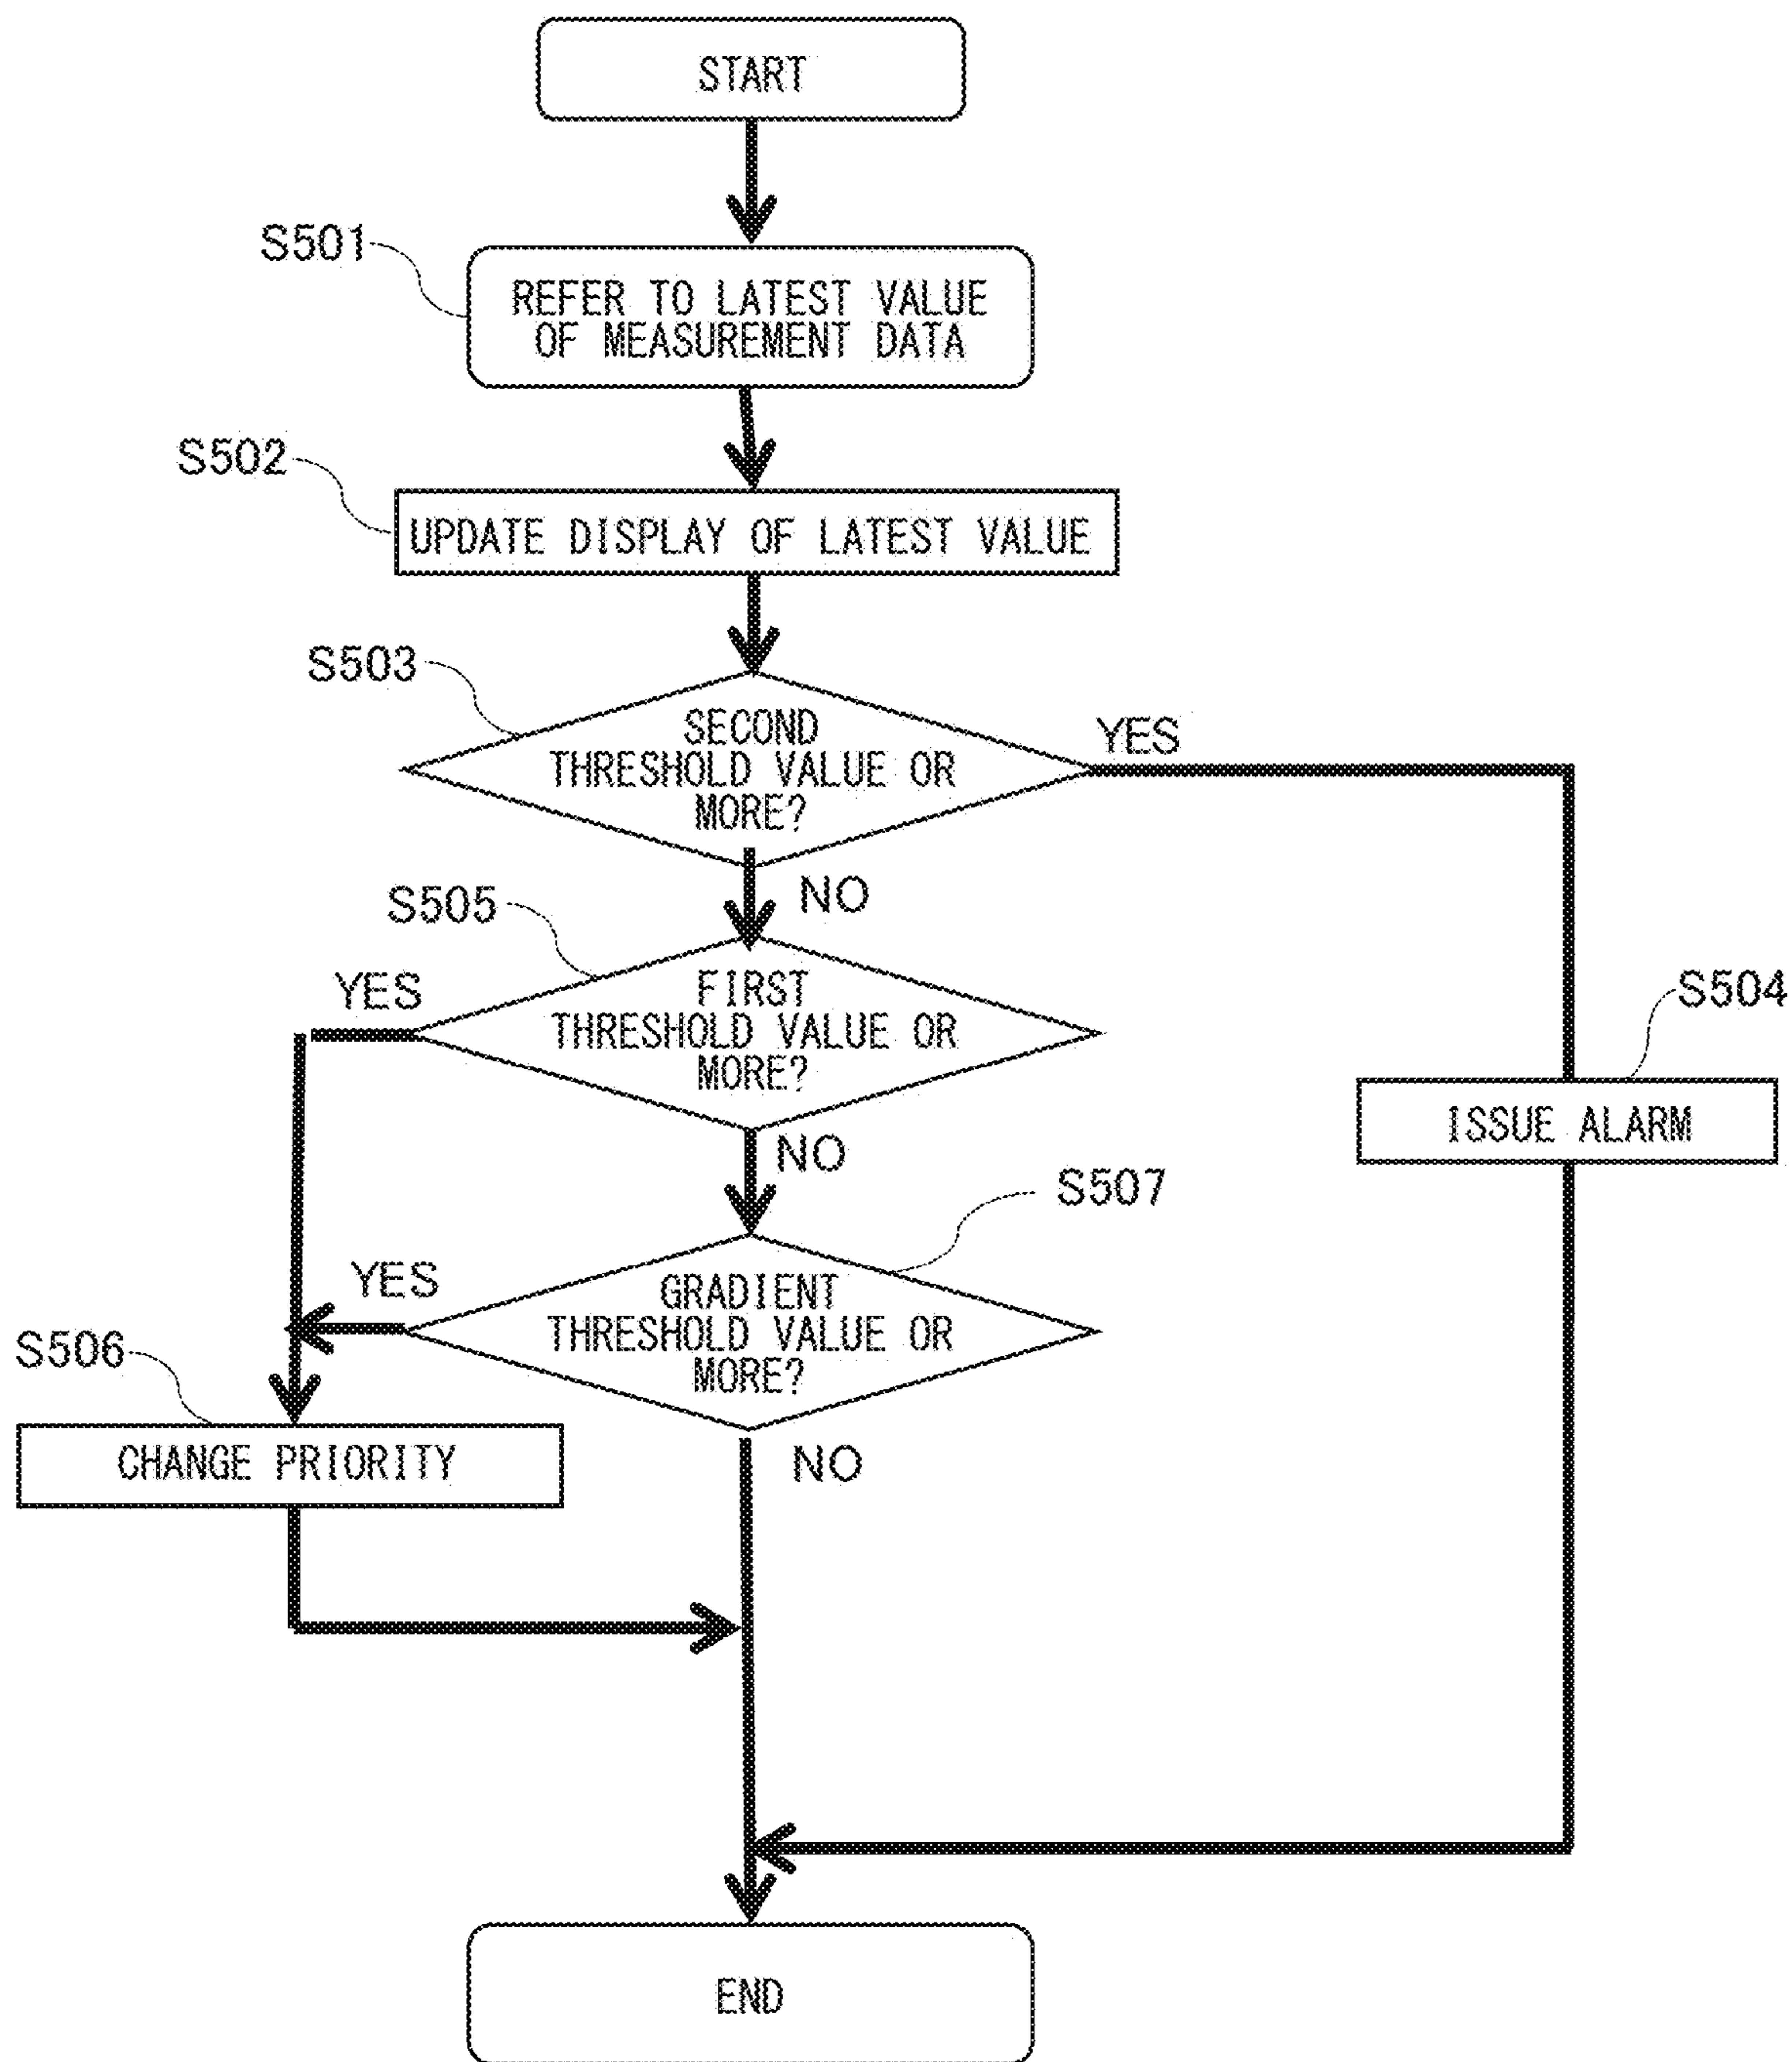 START
S501
REFER TO LATEST VALUE
OF MEASUREMENT DATA
S502
UPDATE DISPLAY OF LATEST VALUE
S503
SECOND
THRESHOLD VALUE OR
MORE?
YES
NO
S505
YES
FIRST
THRESHOLD VALUE OR
MORE?
S504
ISSUE ALARM
NO
S507
YES
GRADIENT
THRESHOLD VALUE OR
MORE?
S506
CHANGE PRIORITY
NO
END